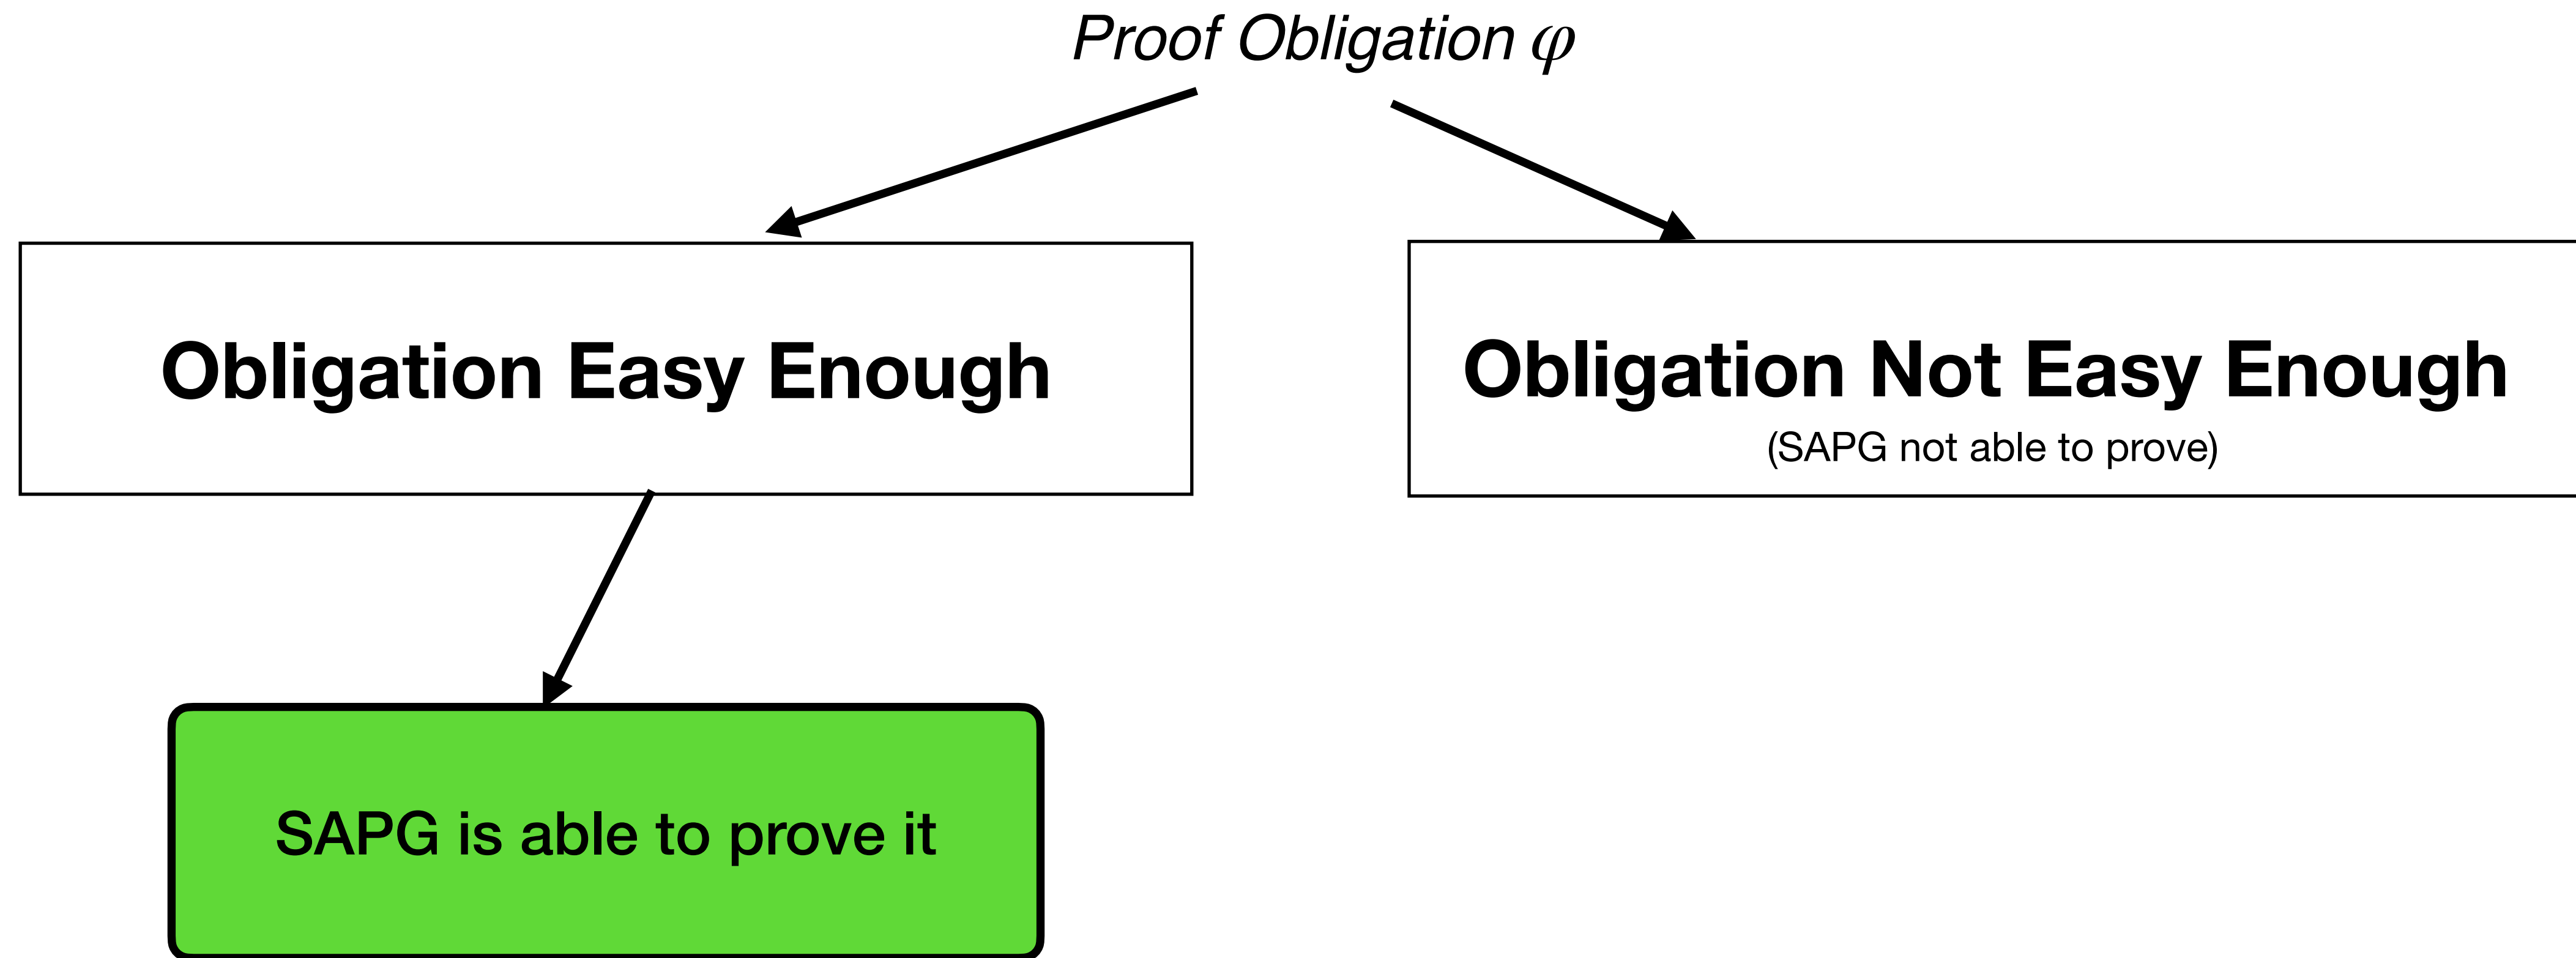 Proof Obligation φ
Obligation Easy Enough
Obligation Not Easy Enough
(SAPG not able to prove)
SAPG is able to prove it